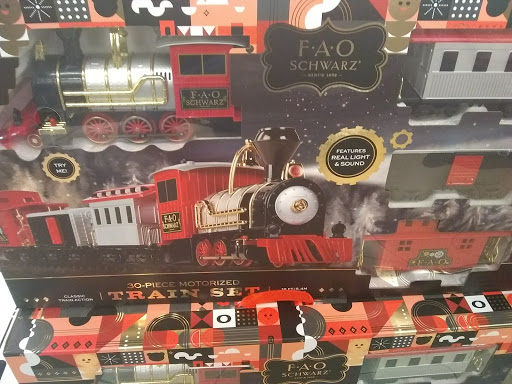 F·A·O
SCHWARZ
SINCE 1862
F·A·O
SCHWARZ
TRY
ME!
FEATURES
REAL LIGHT
& SOUND
F·A·O
SCHWARZ
F·A·O
30-PIECE MOTORIZED
CLASSIC
TRAIN ACTION
TRAIN SET
F·A·O
SCHWARZ